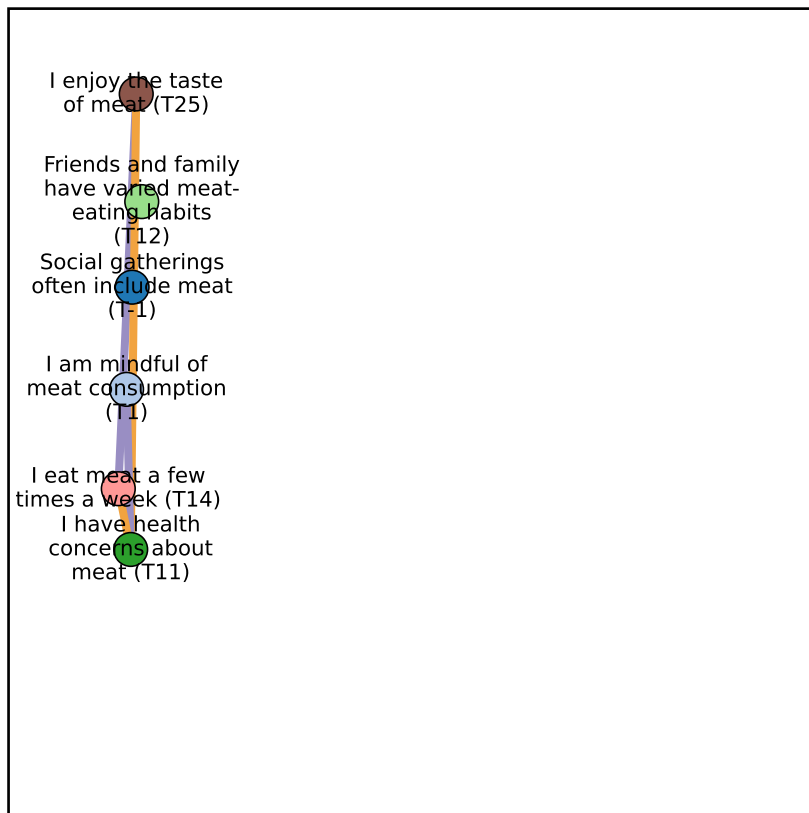 I enjoy the taste
of meat (T25)
Friends and family
have varied meat-
eating habits
(T12)
Social gatherings
often include meat
(T-1)
I am mindful of
meat consumption
(T1)
I eat meat a few
times a week (T14)
I have health
concerns about
meat (T11)